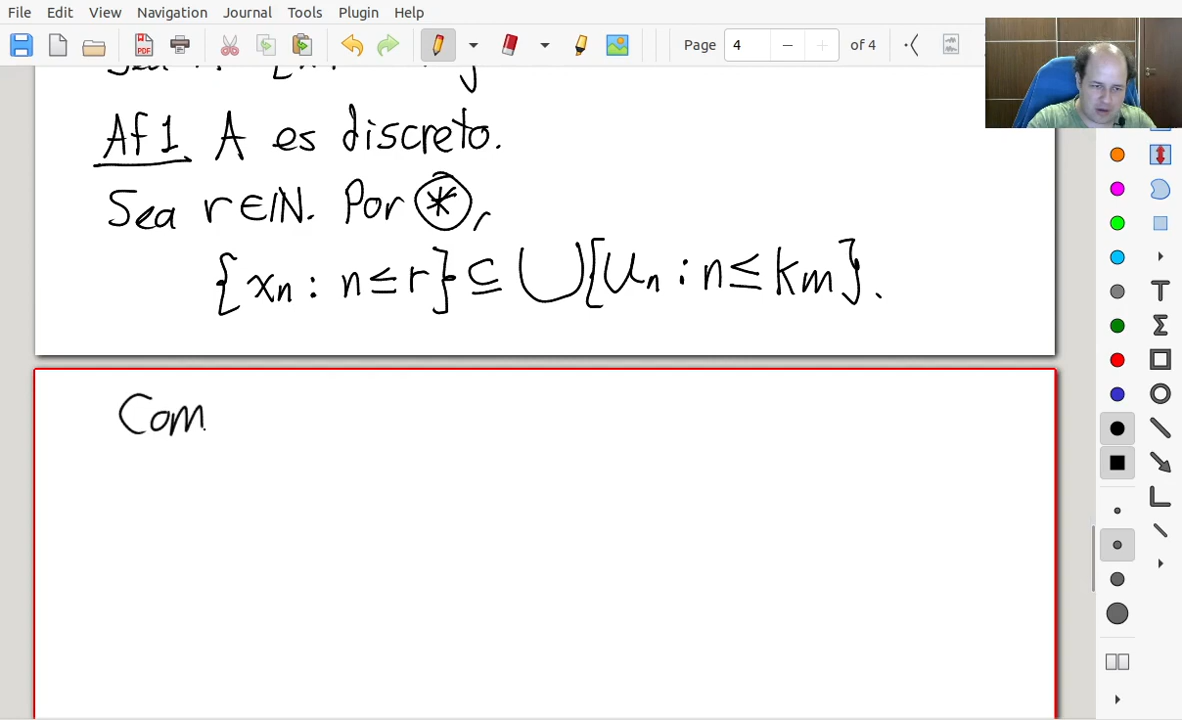 File Edit View Navigation Journal Tools Plugin Help
Page 4 of 4
Af 1 A es discreto.
Sea r∈ℕ. Por ⊛,
{xn : n≤r}⊆⋃{Un : n≤km}.
Com